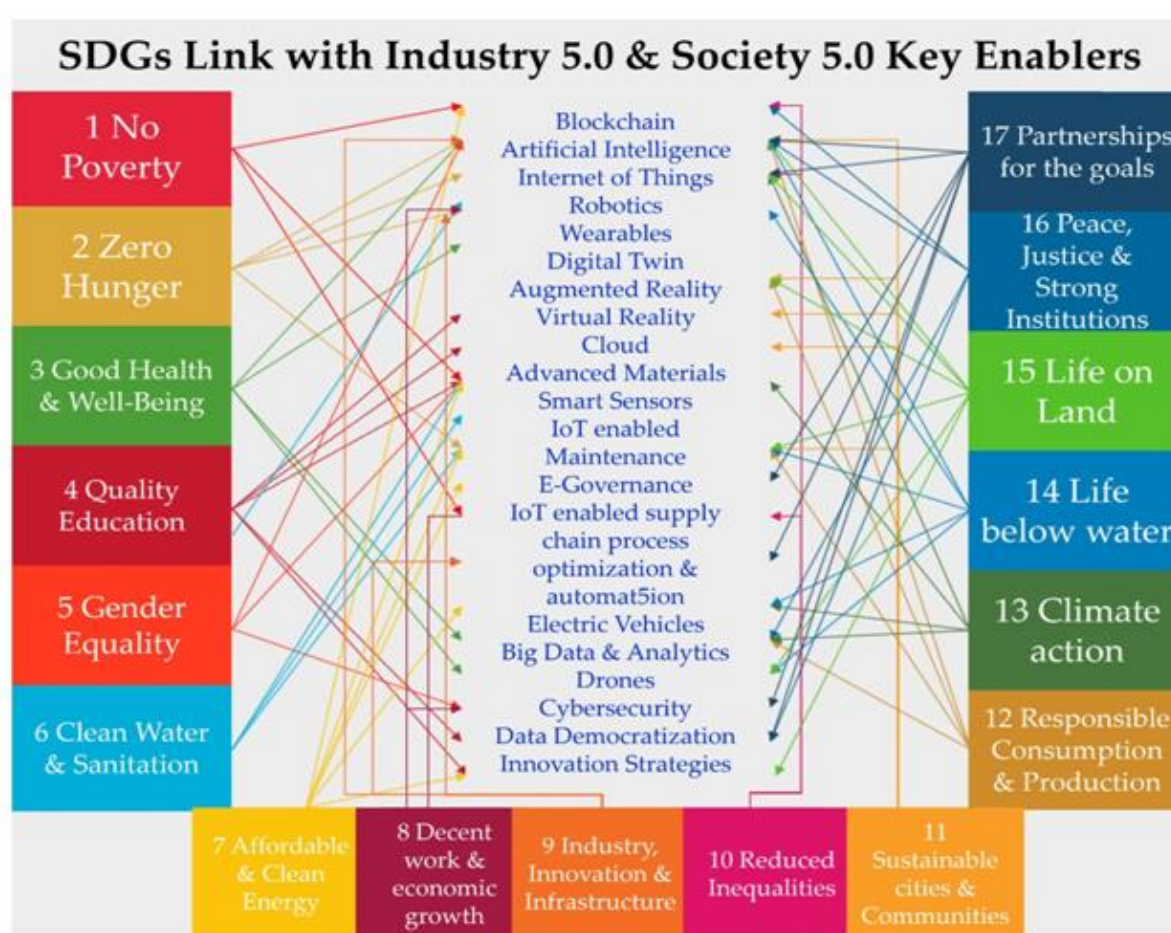 SDGs Link with Industry 5.0 & Society 5.0 Key Enablers
1 No
Poverty
2 Zero
Hunger
3 Good Health
& Well-Being
4 Quality
Education
5 Gender
Equality
6 Clean Water
& Sanitation
Blockchain
Artificial Intelligence
Internet of Things
Robotics
Wearables
Digital Twin
Augmented Reality
Virtual Reality
Cloud
Advanced Materials
Smart Sensors
IoT enabled
Maintenance
E-Governance
IoT enabled supply
chain process
optimization &
automat5ion
Electric Vehicles
Big Data & Analytics
Drones
Cybersecurity
Data Democratization
Innovation Strategies
17 Partnerships
for the goals
16 Peace,
Justice &
Strong
Institutions
15 Life on
Land
14 Life
below water
13 Climate
action
12 Responsible
Consumption
& Production
7 Affordable
& Clean
Energy
8 Decent
work &
economic
growth
9 Industry,
Innovation &
Infrastructure
10 Reduced
Inequalities
11
Sustainable
cities &
Communities